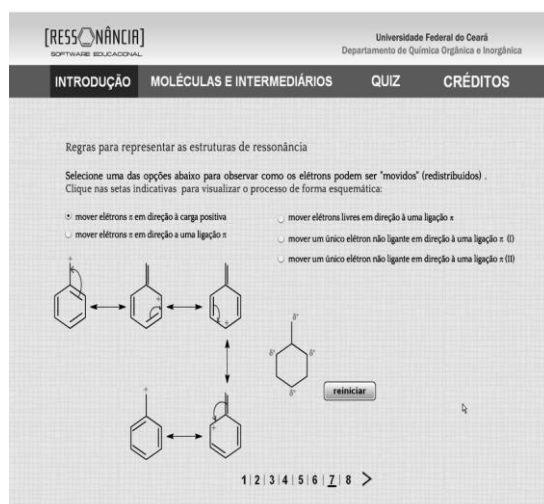 [RESSONÂNCIA]
SOFTWARE EDUCACIONAL
Universidade Federal do Ceará
Departamento de Química Orgânica e Inorgânica
INTRODUÇÃO MOLÉCULAS E INTERMEDIÁRIOS QUIZ CRÉDITOS
Regras para representar as estruturas de ressonância
Selecione uma das opções abaixo para observar como os elétrons podem ser "movidos" (redistribuidos) .
Clique nas setas indicativas para visualizar o processo de forma esquemática:
mover elétrons π em direção à carga positiva
mover elétrons π em direção a uma ligação π
mover elétrons livres em direção à uma ligação π
mover um único elétron não ligante em direção à uma ligação π (I)
mover um único elétron não ligante em direção à uma ligação π (II)
+
+
+
δ⁺
δ⁺ δ⁺
δ⁺
+
+
reiniciar
1 | 2 | 3 | 4 | 5 | 6 | 7 | 8 >